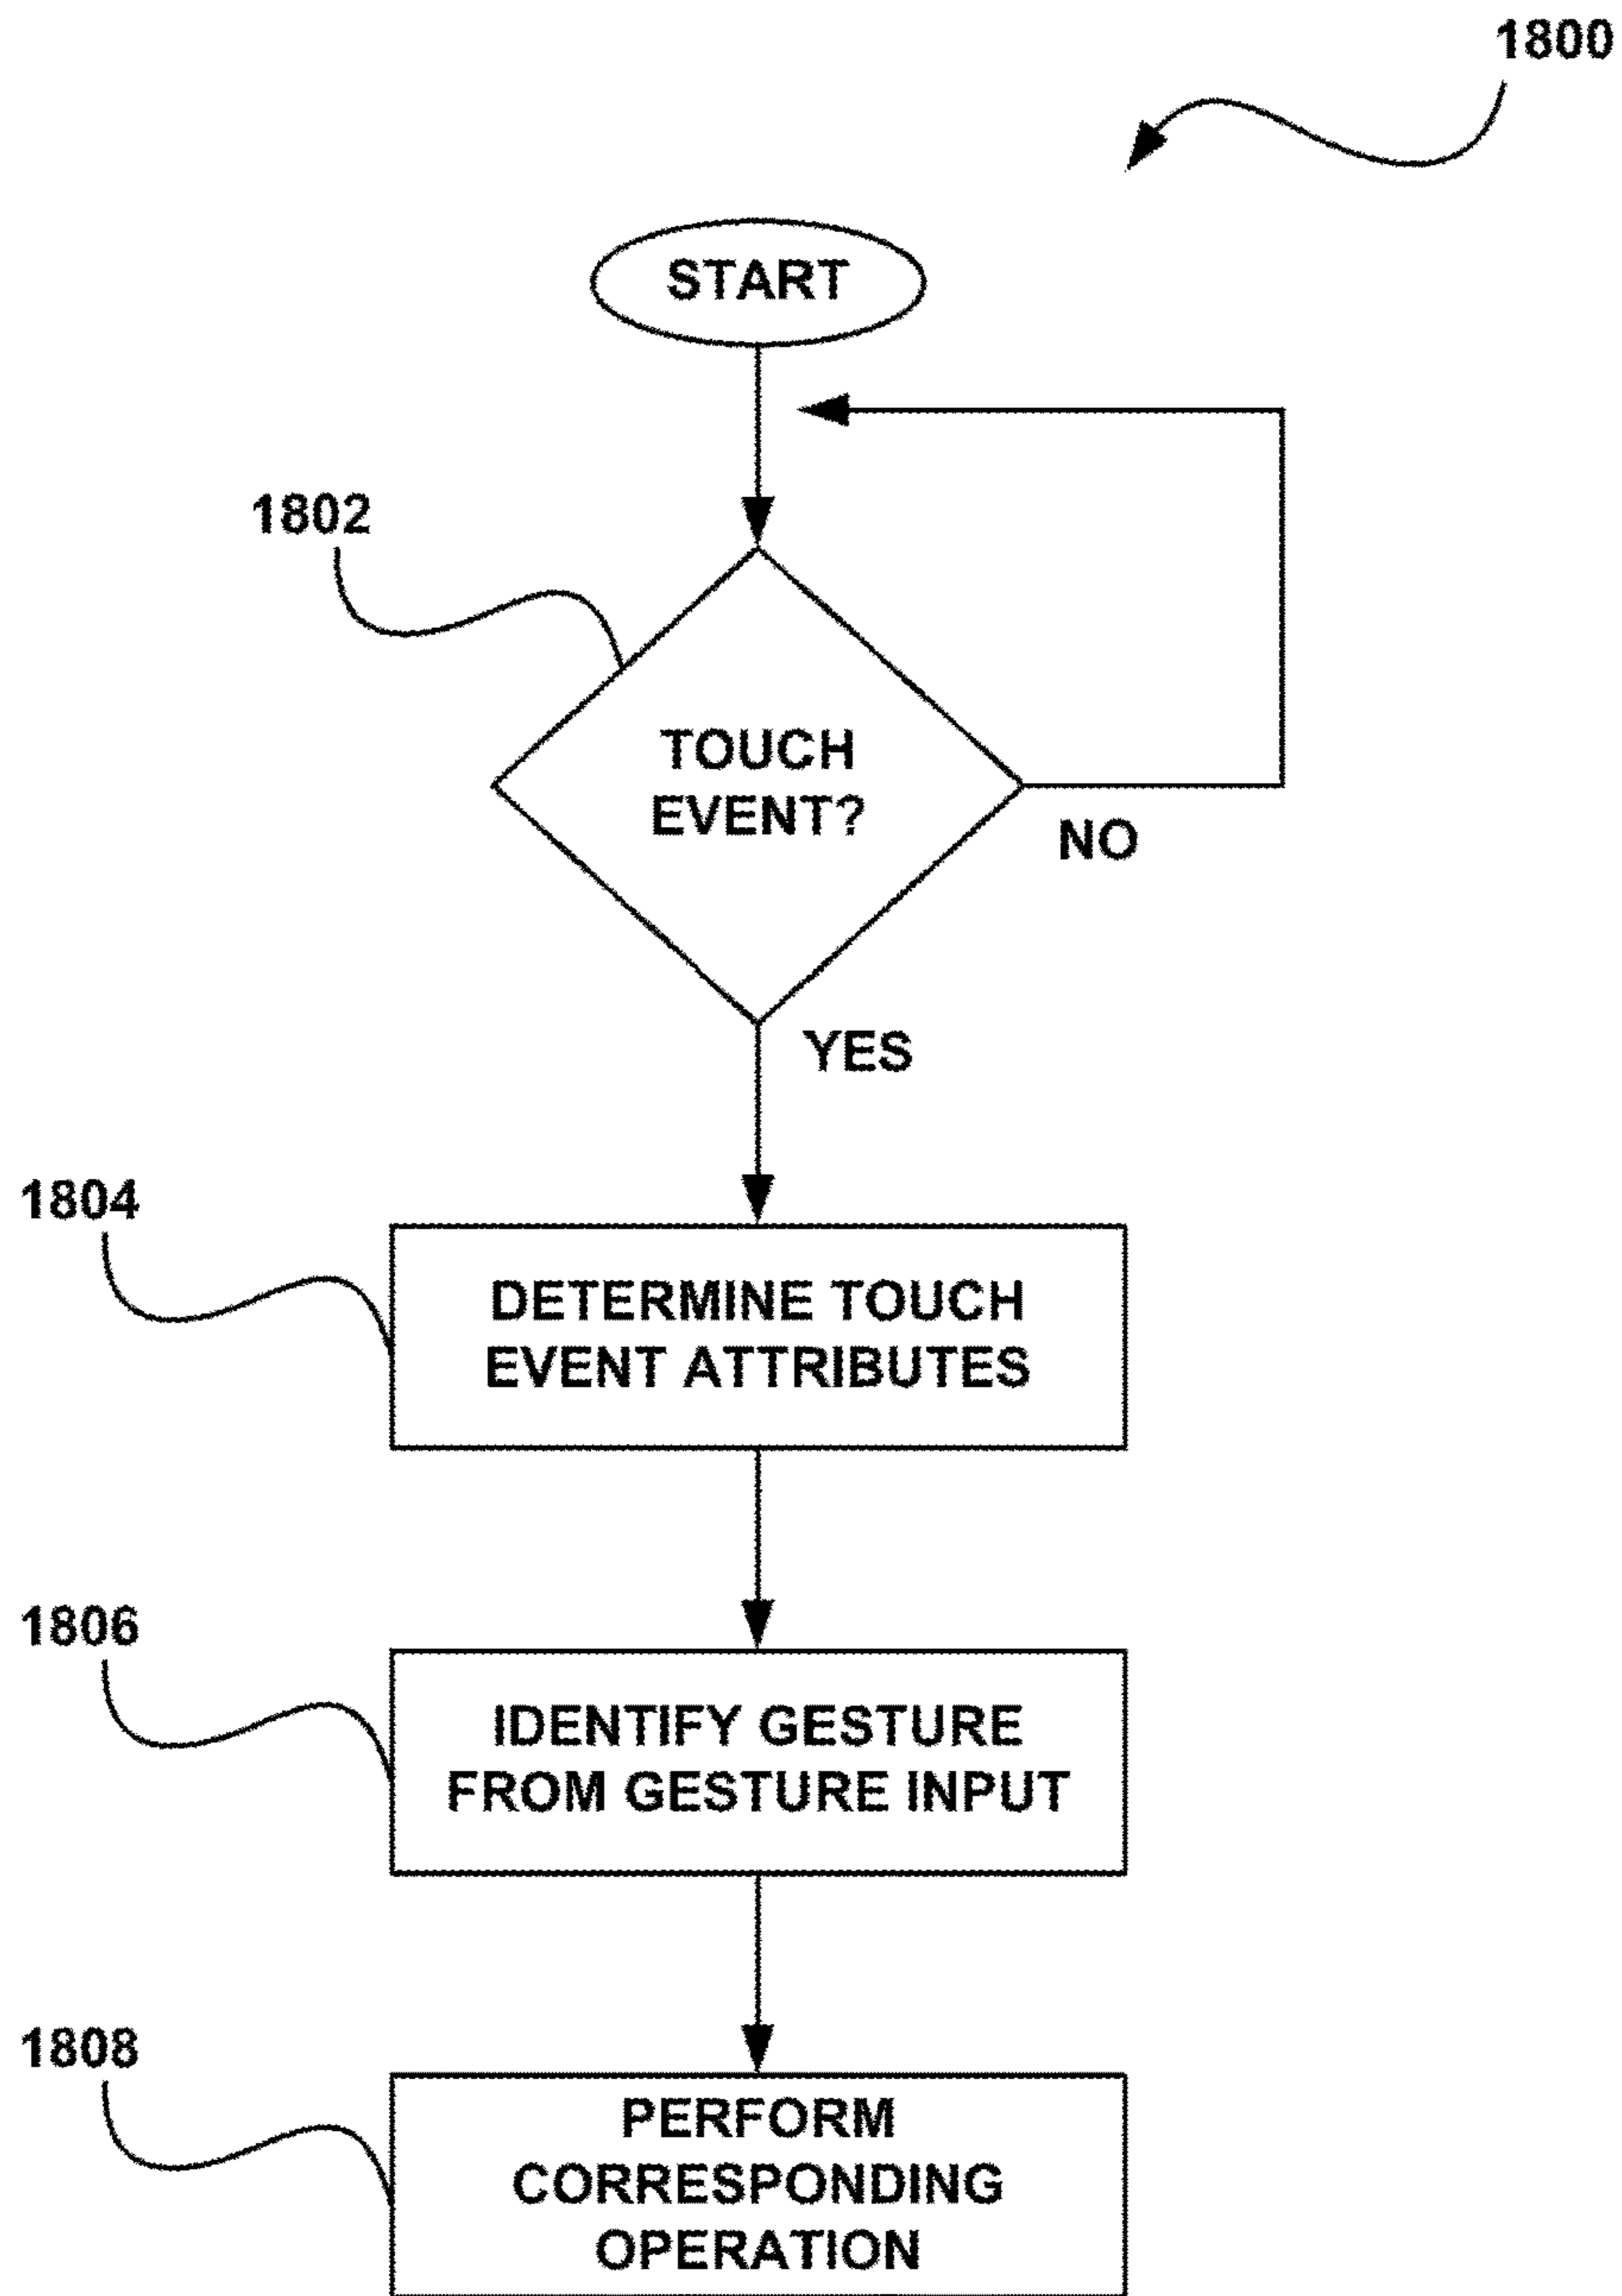 1800
START
1802
TOUCH
EVENT?
NO
YES
1804
DETERMINE TOUCH
EVENT ATTRIBUTES
1806
IDENTIFY GESTURE
FROM GESTURE INPUT
1808
PERFORM
CORRESPONDING
OPERATION